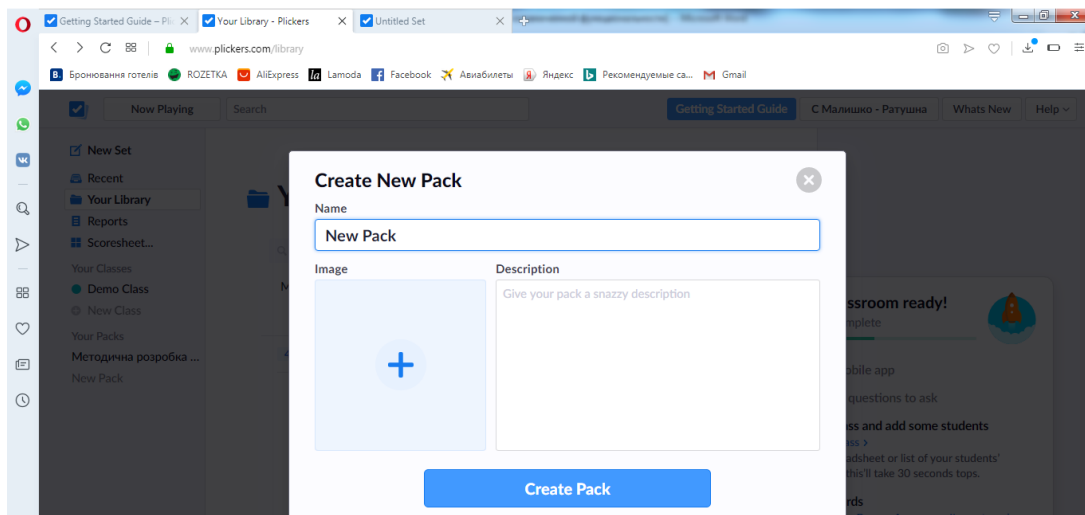 Getting Started Guide – Pli
Your Library - Plickers
Untitled Set
www.plickers.com/library
B. Бронювання готелів
ROZETKA
AliExpress
la Lamoda
Facebook
Авиабилеты
Я Яндекс
Рекомендуемые са...
Gmail
Now Playing
Search
Getting Started Guide
С Малишко - Ратушна
Whats New
Help
New Set
Recent
Your Library
Reports
Scoresheet...
Your Classes
Demo Class
New Class
Your Packs
Методична розробка ...
New Pack
Create New Pack
Name
New Pack
Image
Description
Give your pack a snazzy description
Create Pack
ssroom ready!
mplete
obile app
questions to ask
ss and add some students
ass >
adsheet or list of your students'
this'll take 30 seconds tops.
rds